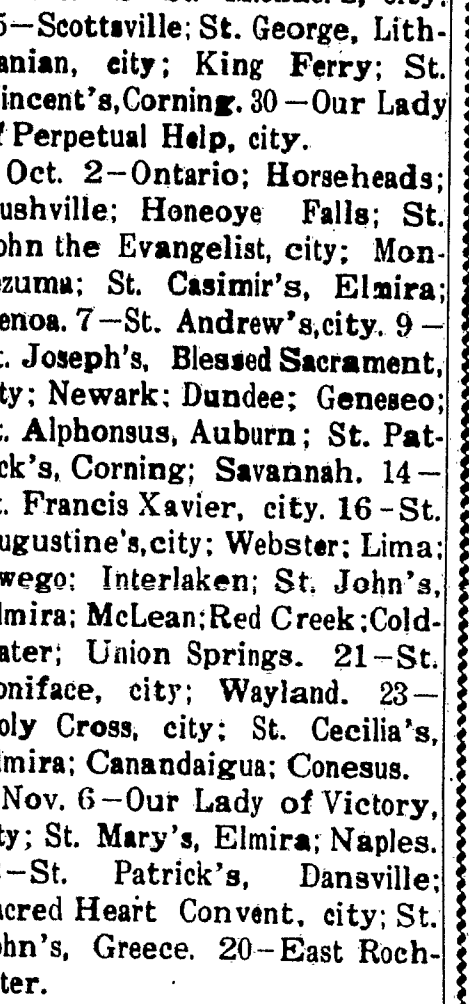 5—Scottsville; St. George, Lith-
anian, city; King Ferry; St.
incent's, Corning. 30—Our Lady
f Perpetual Help, city.
Oct. 2—Ontario; Horseheads;
ushville; Honeoye Falls; St.
ohn the Evangelist, city; Mon-
ezuma; St. Casimir's, Elmira;
enoa. 7—St. Andrew's, city. 9—
t. Joseph's, Blessed Sacrament,
ty; Newark; Dundee; Geneseo;
t. Alphonsus, Auburn; St. Pat-
ck's, Corning; Savannah. 14—
t. Francis Xavier, city. 16-St.
ugustine's, city; Webster; Lima;
wego; Interlaken; St. John's,
lmira; McLean; Red Creek; Cold-
ater; Union Springs. 21—St.
oniface, city; Wayland. 23—
oly Cross, city; St. Cecilia's,
lmira; Canandaigua; Conesus.
Nov. 6—Our Lady of Victory,
ty; St. Mary's, Elmira; Naples.
—St. Patrick's, Dansville;
acred Heart Convent, city; St.
ohn's, Greece. 20—East Roch-
ter.